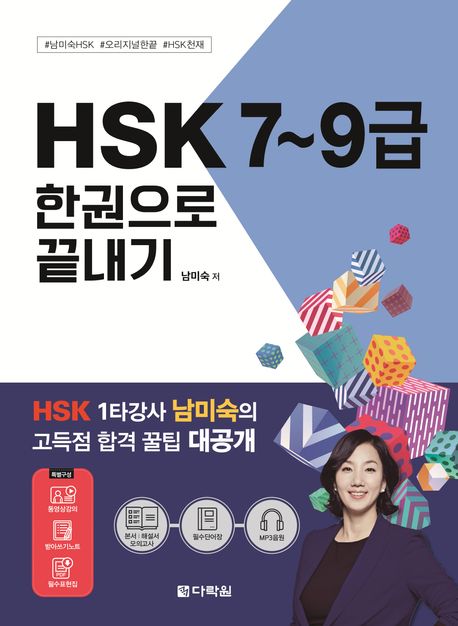 #남미숙HSK #오리지널한끝 #HSK천재
HSK 7~9급
한권으로
끝내기
남미숙 저
HSK 1타강사 남미숙의
고득점 합격 꿀팁 대공개
특별구성
동영상강의
받아쓰기노트
PDF
필수표현집
본서 | 해설서
모의고사
필수단어장
MP3음원
다락원